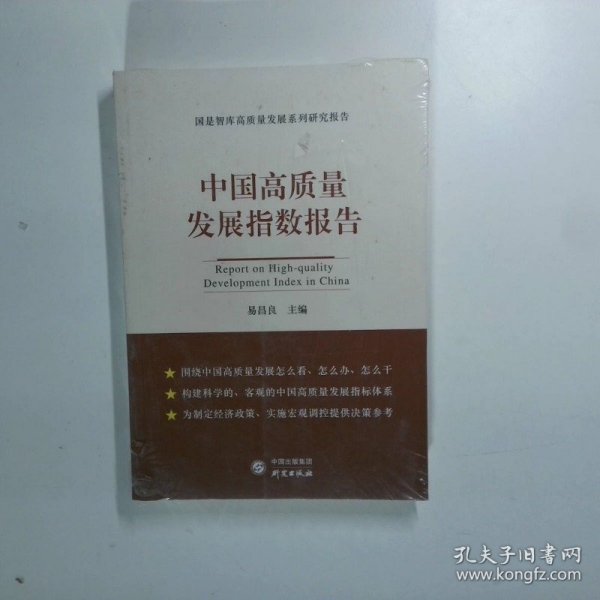 国是智库高质量发展系列研究报告
中国高质量
发展指数报告
Report on High-quality
Development Index in China
易昌良 主编
★ 围绕中国高质量发展怎么看、怎么办、怎么干
★ 构建科学的、客观的中国高质量发展指标体系
★ 为制定经济政策、实施宏观调控提供决策参考
中国出版集团
研究出版社
孔夫子旧书网
www.kongfz.com